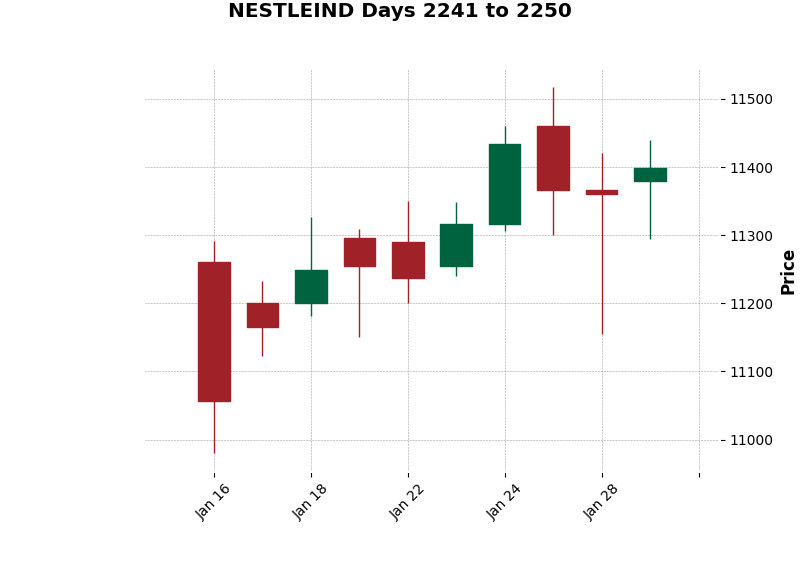 NESTLEIND Days 2241 to 2250
11500
11400
11300
11200
11100
11000
Price
Jan 16
Jan 18
Jan 22
Jan 24
Jan 28